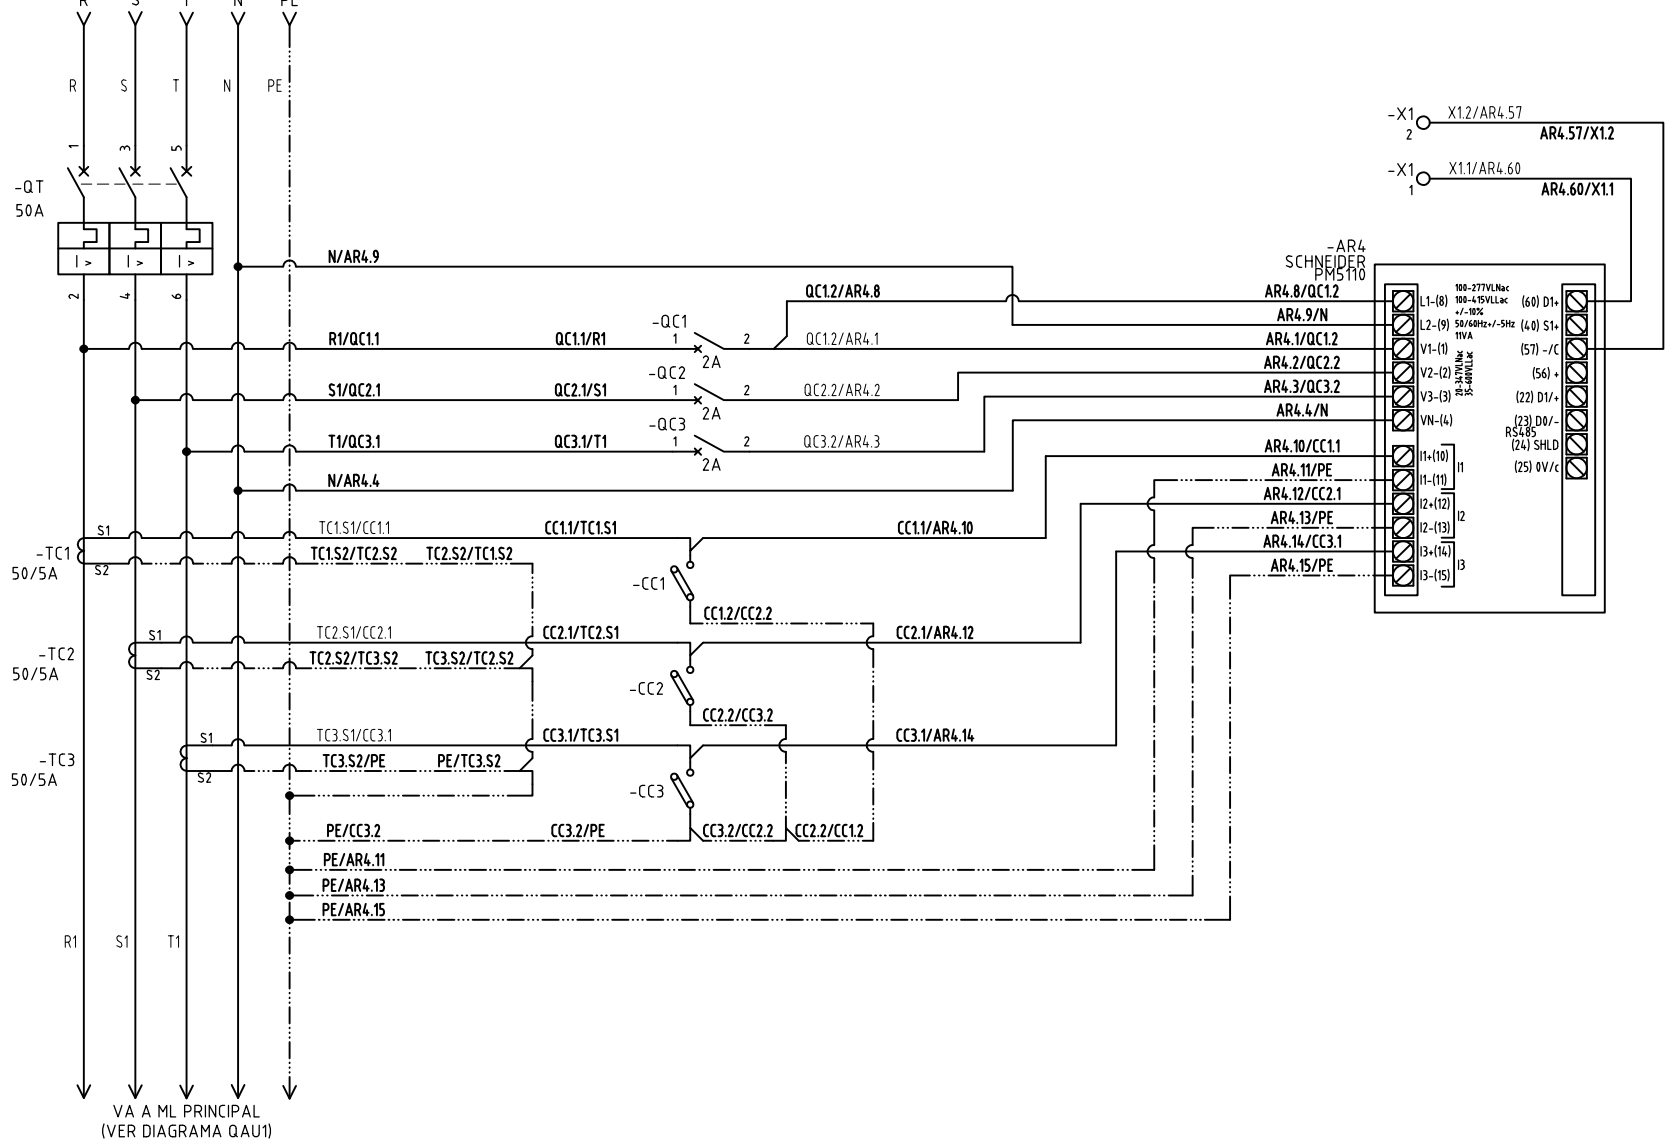 R S T N PE
R S T N PE
X1.2/AR4.57
-X1
2
AR4.57/X1.2
1 3 5
X1.1/AR4.60
-X1
1
AR4.60/X1.1
-QT
50A
I> I> I>
2 4 6
-AR4
SCHNEIDER
PM5110
N/AR4.9
QC1.2/AR4.8
AR4.8/QC1.2
AR4.9/N
R1/QC1.1
QC1.1/R1
-QC1
1 2
2A
QC1.2/AR4.1
AR4.1/QC1.2
S1/QC2.1
QC2.1/S1
-QC2
1 2
2A
QC2.2/AR4.2
AR4.2/QC2.2
T1/QC3.1
QC3.1/T1
-QC3
1 2
2A
QC3.2/AR4.3
AR4.3/QC3.2
N/AR4.4
AR4.4/N
L1-(8)
L2-(9)
V1-(1)
V2-(2)
V3-(3)
VN-(4)
I1+(10)
I1-(11)
I1
I2+(12)
I2-(13)
I2
I3+(14)
I3-(15)
I3
100-277VLNac
100-415VLLac
+/-10%
50/60Hz+/-5Hz
11VA
20-347VLNac
35-600VLLac
(60) D1+
(40) S1+
(57) -/C
(56) +
(22) D1/+
(23) D0/-
RS485
(24) SHLD
(25) 0V/c
AR4.10/CC1.1
AR4.11/PE
AR4.12/CC2.1
AR4.13/PE
AR4.14/CC3.1
AR4.15/PE
-TC1
50/5A
S1
S2
TC1.S1/CC1.1
CC1.1/TC1.S1
CC1.1/AR4.10
TC1.S2/TC2.S2
TC2.S2/TC1.S2
-CC1
CC1.2/CC2.2
-TC2
50/5A
S1
S2
TC2.S1/CC2.1
CC2.1/TC2.S1
CC2.1/AR4.12
TC2.S2/TC3.S2
TC3.S2/TC2.S2
-CC2
CC2.2/CC3.2
-TC3
50/5A
S1
S2
TC3.S1/CC3.1
CC3.1/TC3.S1
CC3.1/AR4.14
TC3.S2/PE
PE/TC3.S2
-CC3
PE/CC3.2
CC3.2/PE
CC3.2/CC2.2
CC2.2/CC1.2
PE/AR4.11
PE/AR4.13
PE/AR4.15
R1 S1 T1
VA A ML PRINCIPAL
(VER DIAGRAMA QAU1)